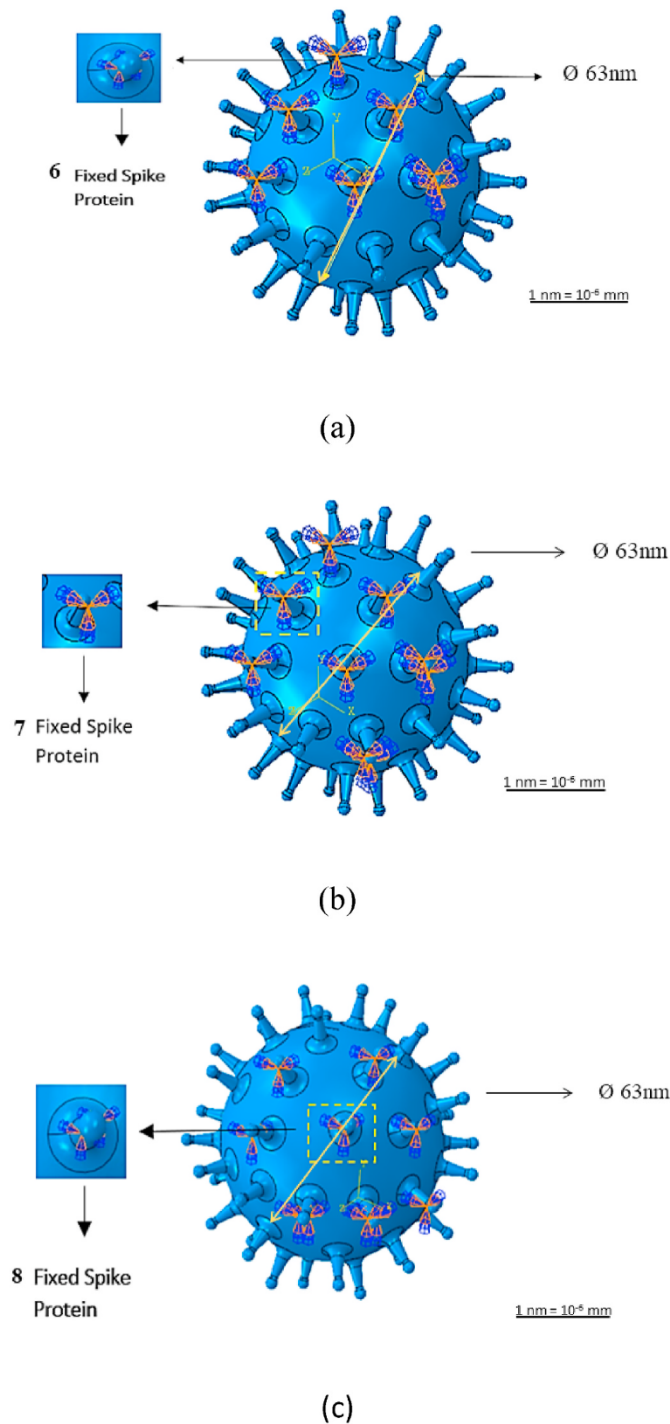 Ø 63nm
6 Fixed Spike
Protein
Y
Z
1 nm = 10⁻⁶ mm
(a)
Ø 63nm
7 Fixed Spike
Protein
X
1 nm = 10⁻⁶ mm
(b)
Ø 63nm
8 Fixed Spike
Protein
1 nm = 10⁻⁶ mm
(c)